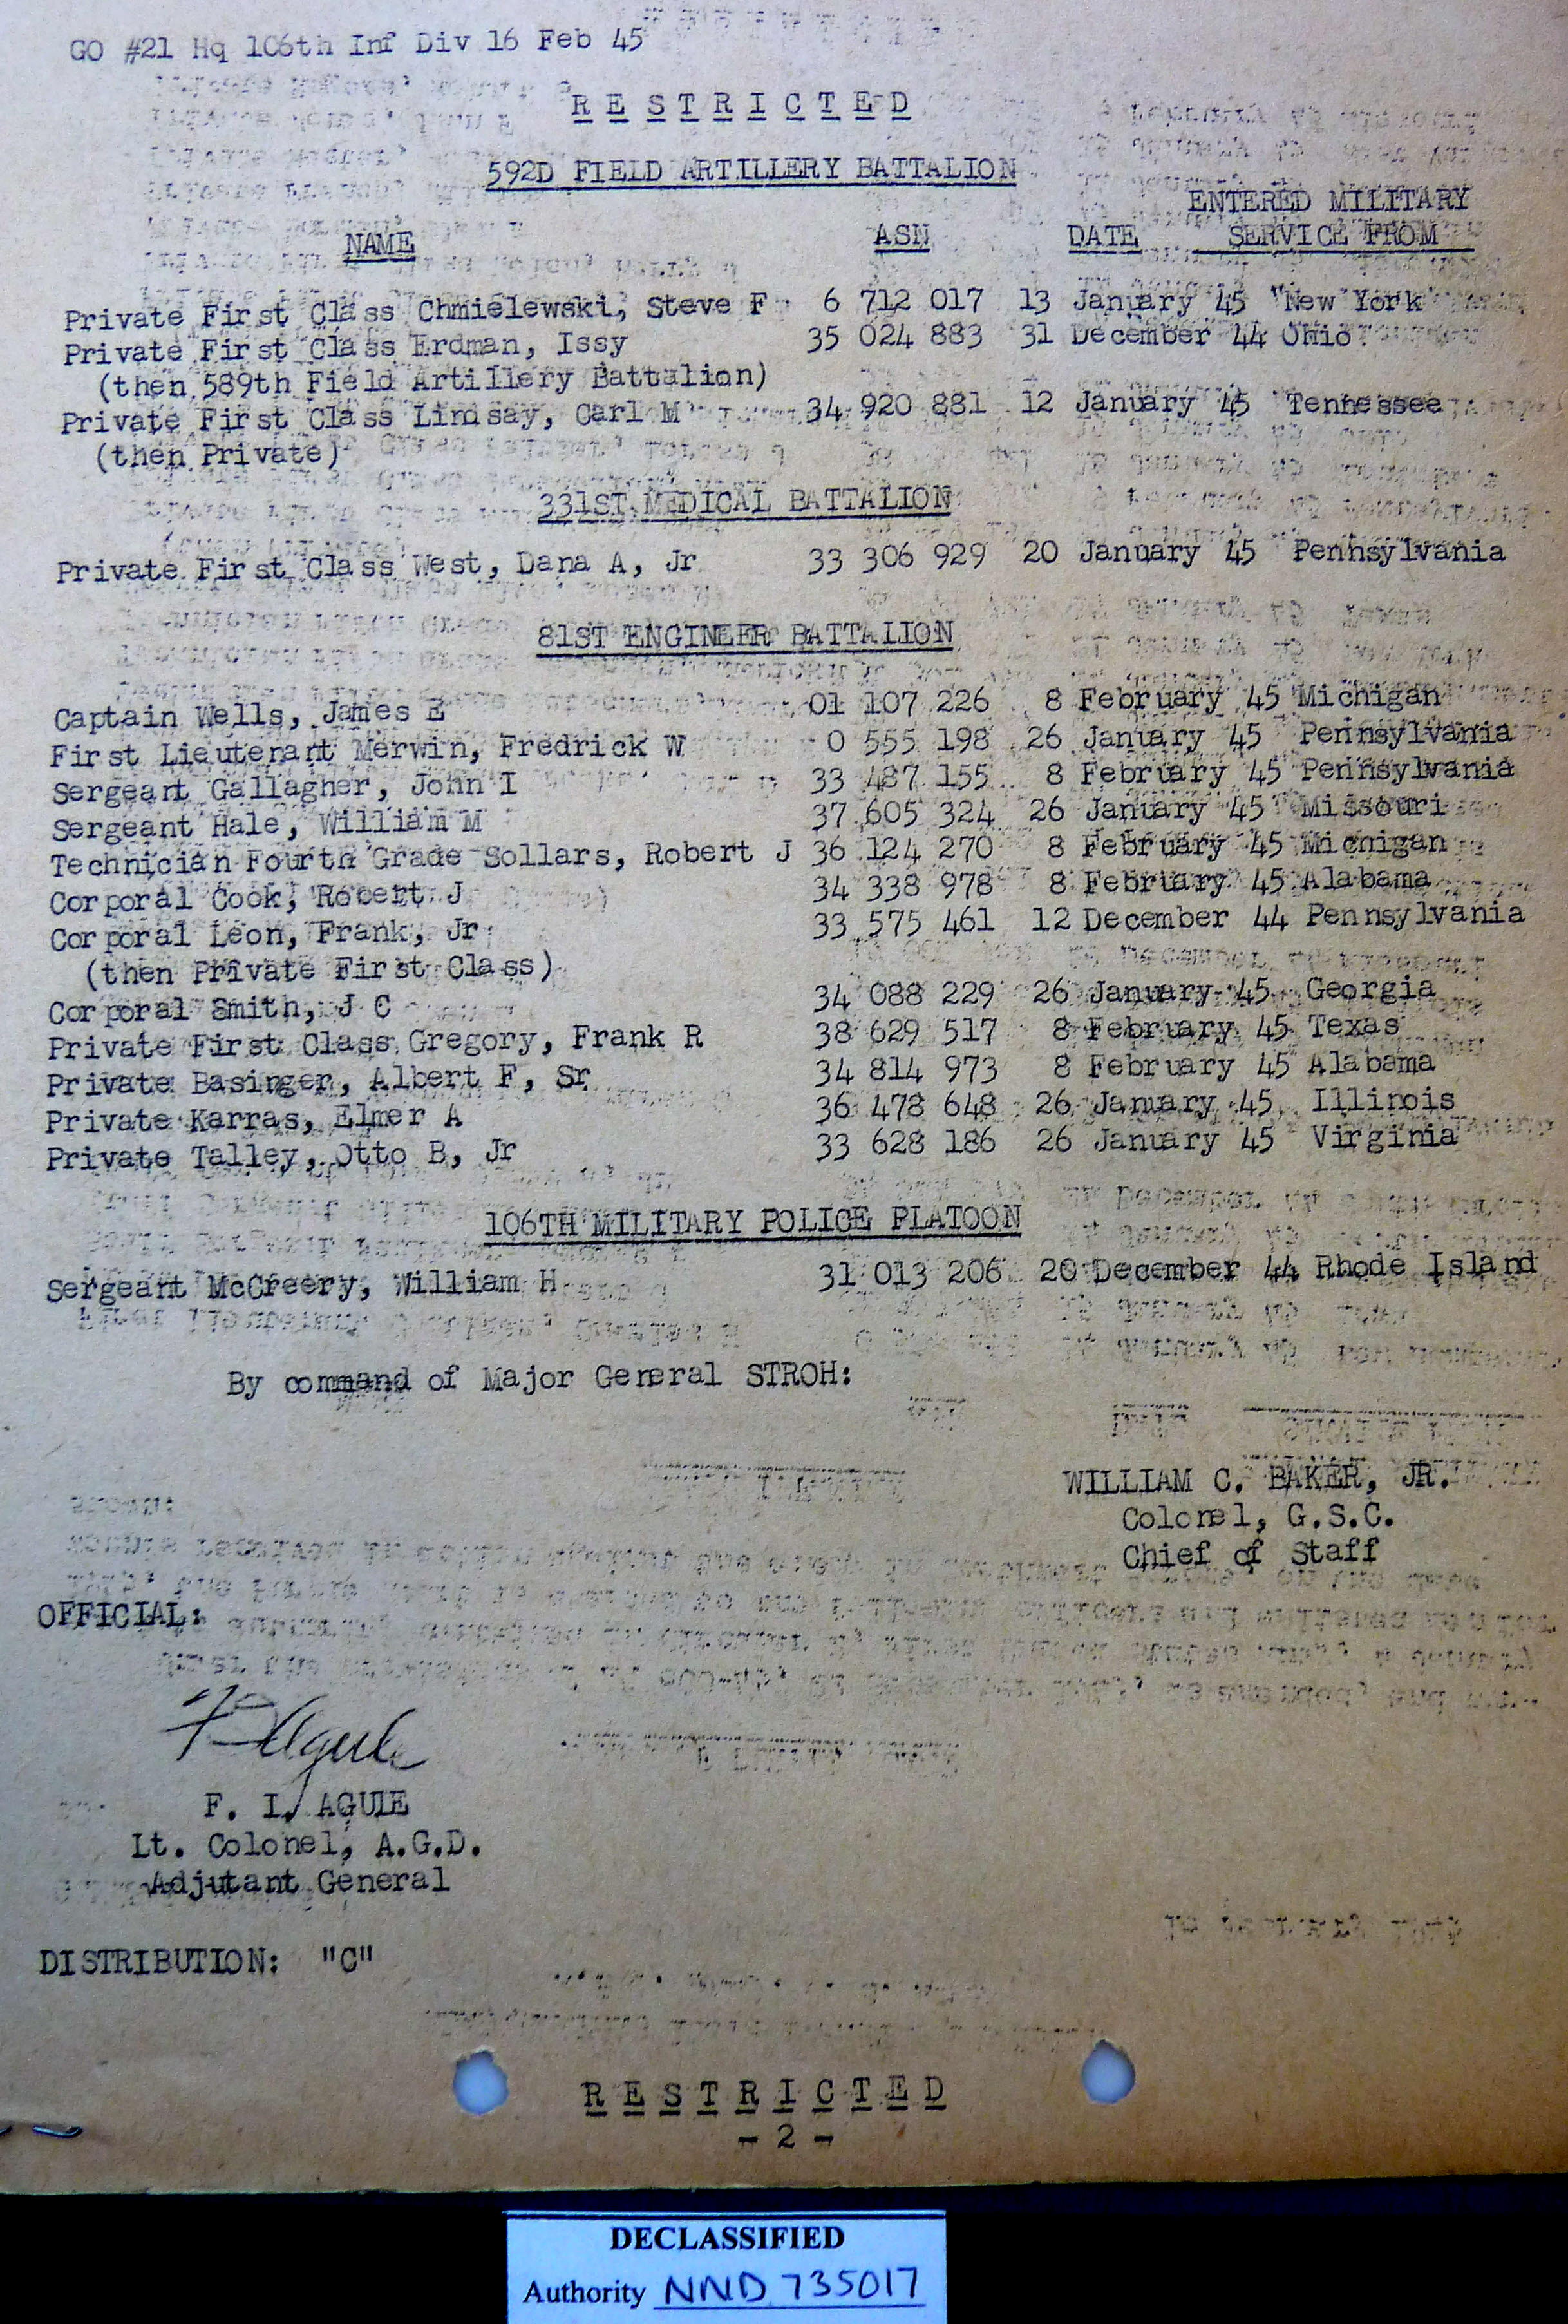 GO #21 Hq 106th Inf Div 16 Feb 45
R E S T R I C T E D
592D FIELD ARTILLERY BATTALION
ENTERED MILITARY
NAME ASN DATE SERVICE FROM
Private First Class Chmielewski, Steve F 6 712 017 13 January 45 New York
Private First Class Erdman, Issy 35 024 883 31 December 44 Ohio
(then 589th Field Artillery Battalion)
Private First Class Lindsay, Carl M 34 920 881 12 January 45 Tennessee
(then Private)
331ST MEDICAL BATTALION
Private First Class West, Dana A, Jr 33 306 929 20 January 45 Pennsylvania
81ST ENGINEER BATTALION
Captain Wells, James E 01 107 226 8 February 45 Michigan
First Lieutenant Merwin, Fredrick W 0 555 198 26 January 45 Pennsylvania
Sergeant Gallagher, John I 33 487 155 8 February 45 Pennsylvania
Sergeant Hale, William M 37 605 324 26 January 45 Missouri
Technician Fourth Grade Sollars, Robert J 36 124 270 8 February 45 Michigan
Corporal Cook, Robert J 34 338 978 8 February 45 Alabama
Corporal Leon, Frank, Jr 33 575 461 12 December 44 Pennsylvania
(then Private First Class)
Corporal Smith, J C 34 088 229 26 January 45 Georgia
Private First Class Gregory, Frank R 38 629 517 8 February 45 Texas
Private Basinger, Albert F, Sr 34 814 973 8 February 45 Alabama
Private Karras, Elmer A 36 478 648 26 January 45 Illinois
Private Talley, Otto B, Jr 33 628 186 26 January 45 Virginia
106TH MILITARY POLICE PLATOON
Sergeant McCreery, William H 31 013 206 20 December 44 Rhode Island
By command of Major General STROH:
WILLIAM C. BAKER, JR.
Colonel, G.S.C.
Chief of Staff
OFFICIAL:
F. I. AGULE
Lt. Colonel, A.G.D.
Adjutant General
DISTRIBUTION: "C"
R E S T R I C T E D
- 2 -
DECLASSIFIED
Authority NND 735017